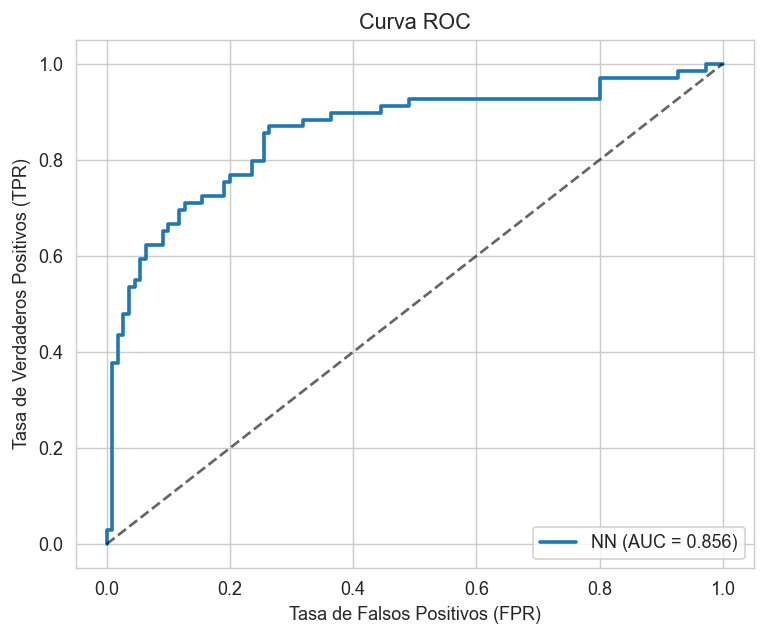 Curva ROC
1.0
0.8
0.6
0.4
0.2
0.0
Tasa de Verdaderos Positivos (TPR)
NN (AUC = 0.856)
0.0 0.2 0.4 0.6 0.8 1.0
Tasa de Falsos Positivos (FPR)